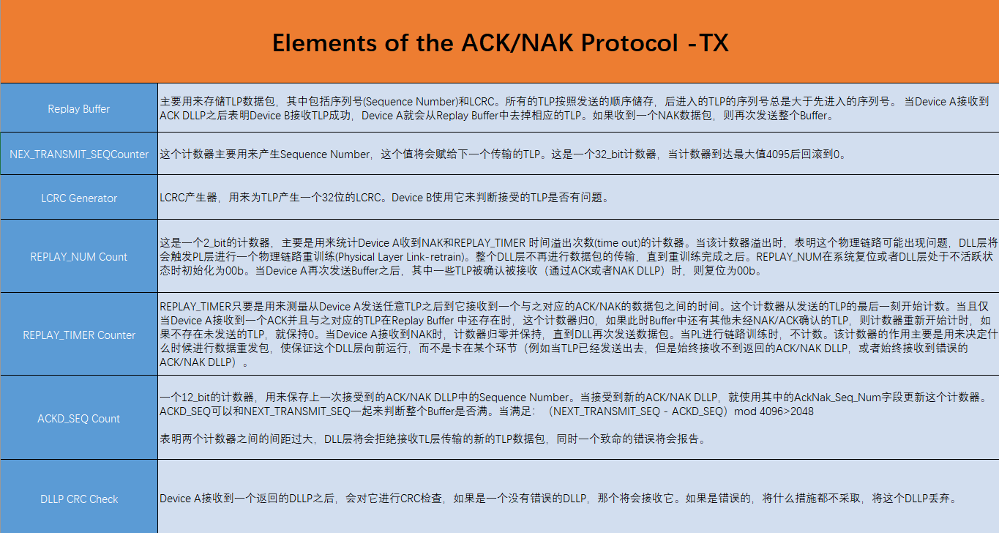 Elements of the ACK/NAK Protocol -TX
Replay Buffer
主要用来存储TLP数据包，其中包括序列号(Sequence Number)和LCRC。所有的TLP按照发送的顺序储存，后进入的TLP的序列号总是大于先进入的序列号。 当Device A接收到
ACK DLLP之后表明Device B接收TLP成功，Device A就会从Replay Buffer中去掉相应的TLP。如果收到一个NAK数据包，则再次发送整个Buffer。
NEX_TRANSMIT_SEQCounter
这个计数器主要用来产生Sequence Number，这个值将会赋给下一个传输的TLP。这是一个32_bit计数器，当计数器到达最大值4095后回滚到0。
LCRC Generator
LCRC产生器，用来为TLP产生一个32位的LCRC。Device B使用它来判断接受的TLP是否有问题。
REPLAY_NUM Count
这是一个2_bit的计数器，主要是用来统计Device A收到NAK和REPLAY_TIMER 时间溢出次数(time out)的计数器。当该计数器溢出时，表明这个物理链路可能出现问题，DLL层将
会触发PL层进行一个物理链路重训练(Physical Layer Link-retrain)。整个DLL层不再进行数据包的传输，直到重训练完成之后。REPLAY_NUM在系统复位或者DLL层处于不活跃状
态时初始化为00b。当Device A再次发送Buffer之后，其中一些TLP被确认被接收（通过ACK或者NAK DLLP）时，则复位为00b。
REPLAY_TIMER Counter
REPLAY_TIMER只要是用来测量从Device A发送任意TLP之后到它接收到一个与之对应的ACK/NAK的数据包之间的时间。这个计数器从发送的TLP的最后一刻开始计数。当且仅
当Device A接收到一个ACK并且与之对应的TLP在Replay Buffer 中还存在时，这个计数器归0，如果此时Buffer中还有其他未经NAK/ACK确认的TLP，则计数器重新开始计时，如
果不存在未发送的TLP，就保持0。当Device A接收到NAK时，计数器归零并保持，直到DLL再次发送数据包。当PL进行链路训练时，不计数。该计数器的作用主要是用来决定什
么时候进行数据重发包，使保证这个DLL层向前运行，而不是卡在某个环节（例如当TLP已经发送出去，但是始终接收不到返回的ACK/NAK DLLP，或者始终接收到错误的
ACK/NAK DLLP）。
ACKD_SEQ Count
一个12_bit的计数器，用来保存上一次接受到的ACK/NAK DLLP中的Sequence Number。当接受到新的ACK/NAK DLLP，就使用其中的AckNak_Seq_Num字段更新这个计数器。
ACKD_SEQ可以和NEXT_TRANSMIT_SEQ一起来判断整个Buffer是否满。当满足：（NEXT_TRANSMIT_SEQ - ACKD_SEQ）mod 4096>2048
表明两个计数器之间的间距过大，DLL层将会拒绝接收TL层传输的新的TLP数据包，同时一个致命的错误将会报告。
DLLP CRC Check
Device A接收到一个返回的DLLP之后，会对它进行CRC检查，如果是一个没有错误的DLLP，那个将会接收它。如果是错误的，将什么措施都不采取，将这个DLLP丢弃。